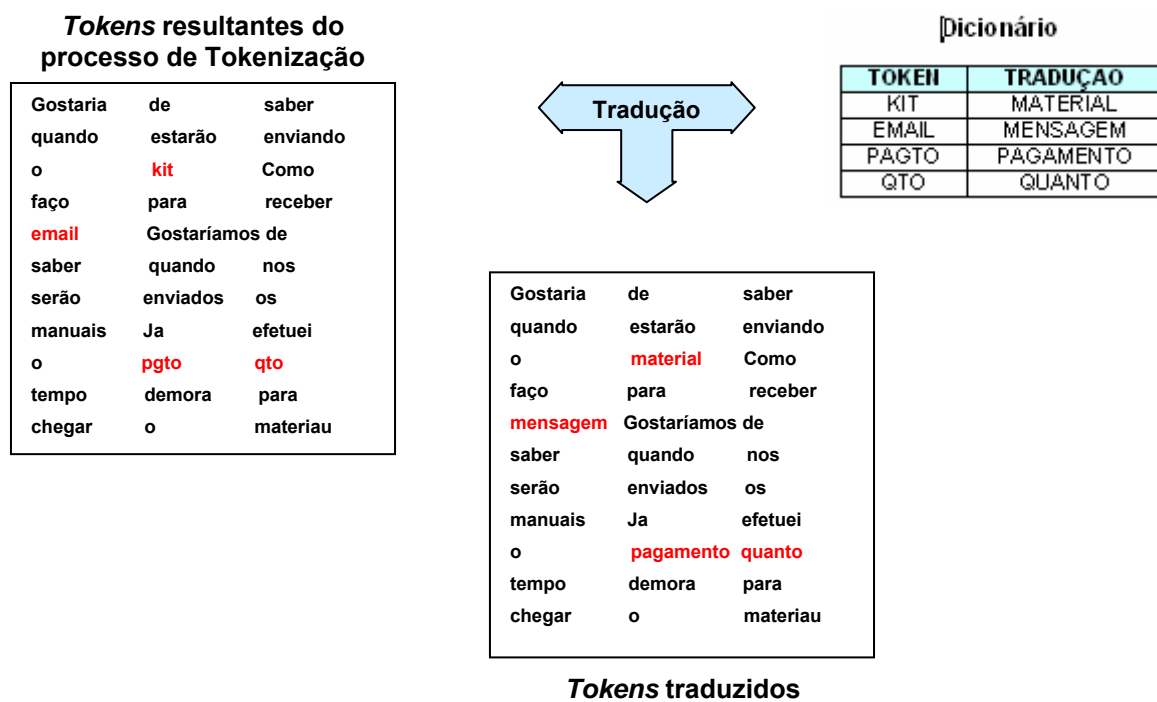 Tokens resultantes do
processo de Tokenização
Gostaria de saber
quando estarão enviando
o kit Como
faço para receber
email Gostaríamos de
saber quando nos
serão enviados os
manuais Ja efetuei
o pgto qto
tempo demora para
chegar o materiau
Tradução
Dicionário
TOKEN TRADUÇAO
KIT MATERIAL
EMAIL MENSAGEM
PAGTO PAGAMENTO
QTO QUANTO
Gostaria de saber
quando estarão enviando
o material Como
faço para receber
mensagem Gostaríamos de
saber quando nos
serão enviados os
manuais Ja efetuei
o pagamento quanto
tempo demora para
chegar o materiau
Tokens traduzidos